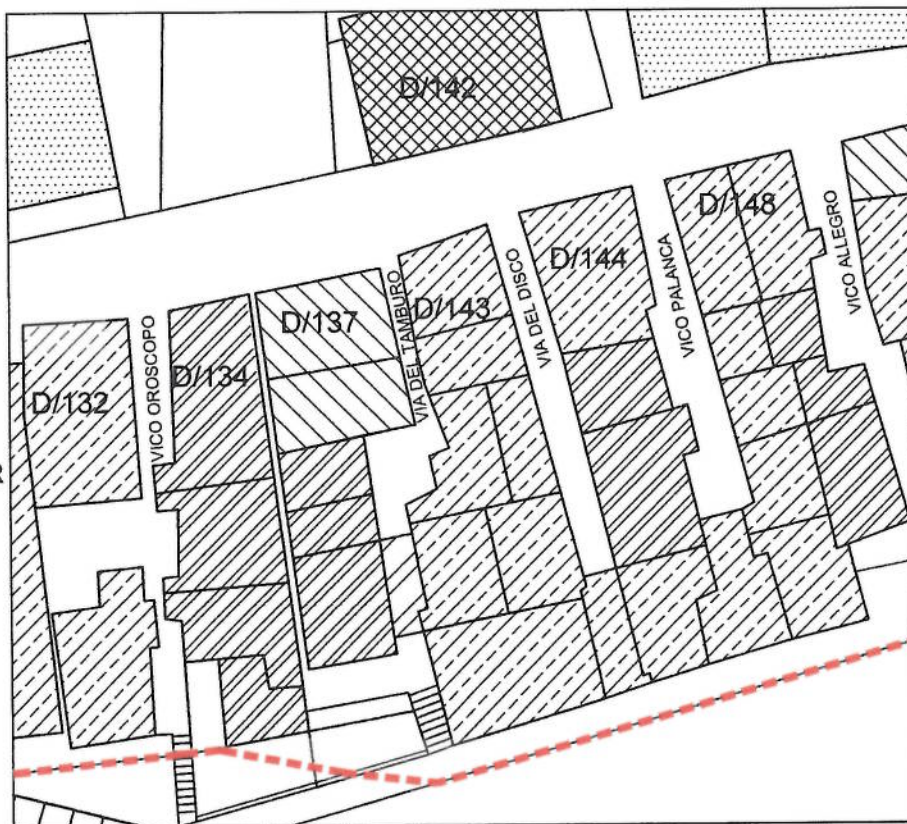 D/142
D/148
D/144
D/143
D/137
D/134
D/132
VICO OROSCOPO
VIA DEL TAMBURO
VIA DEL DISCO
VICO PALANCA
VICO ALLEGRO